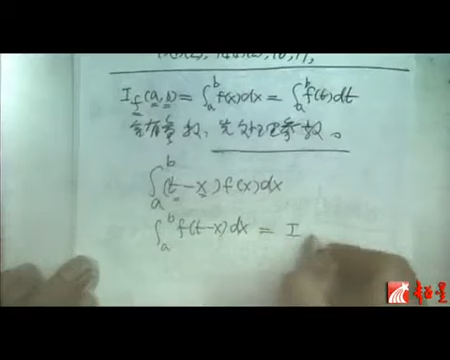 I_f(a,b) = ∫_a^b f(x)dx = ∫_a^b f(t)dt
含有参数，先处理参数。
∫_a^b (t-x)f(x)dx
∫_a^b f(t-x)dx = I